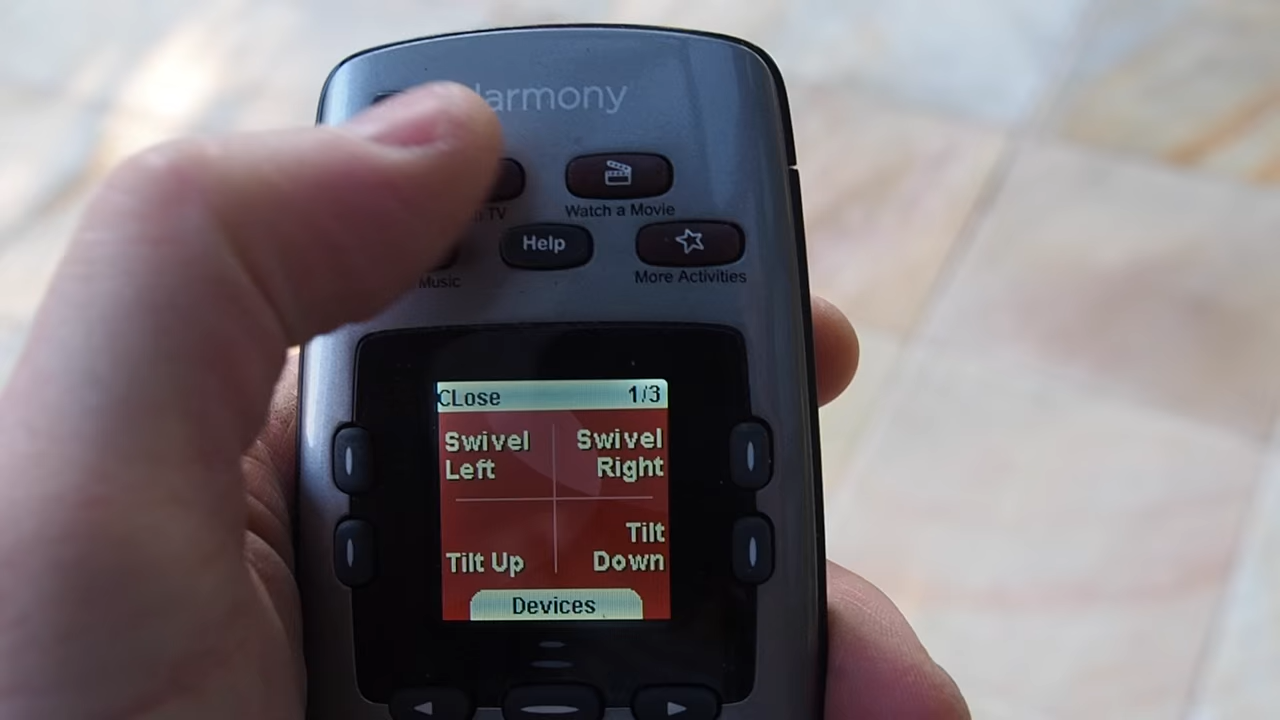 armony
TV
Watch a Movie
Help
Music
More Activities
CLose 1/3
Swivel Left
Swivel Right
Tilt Up
Tilt Down
Devices